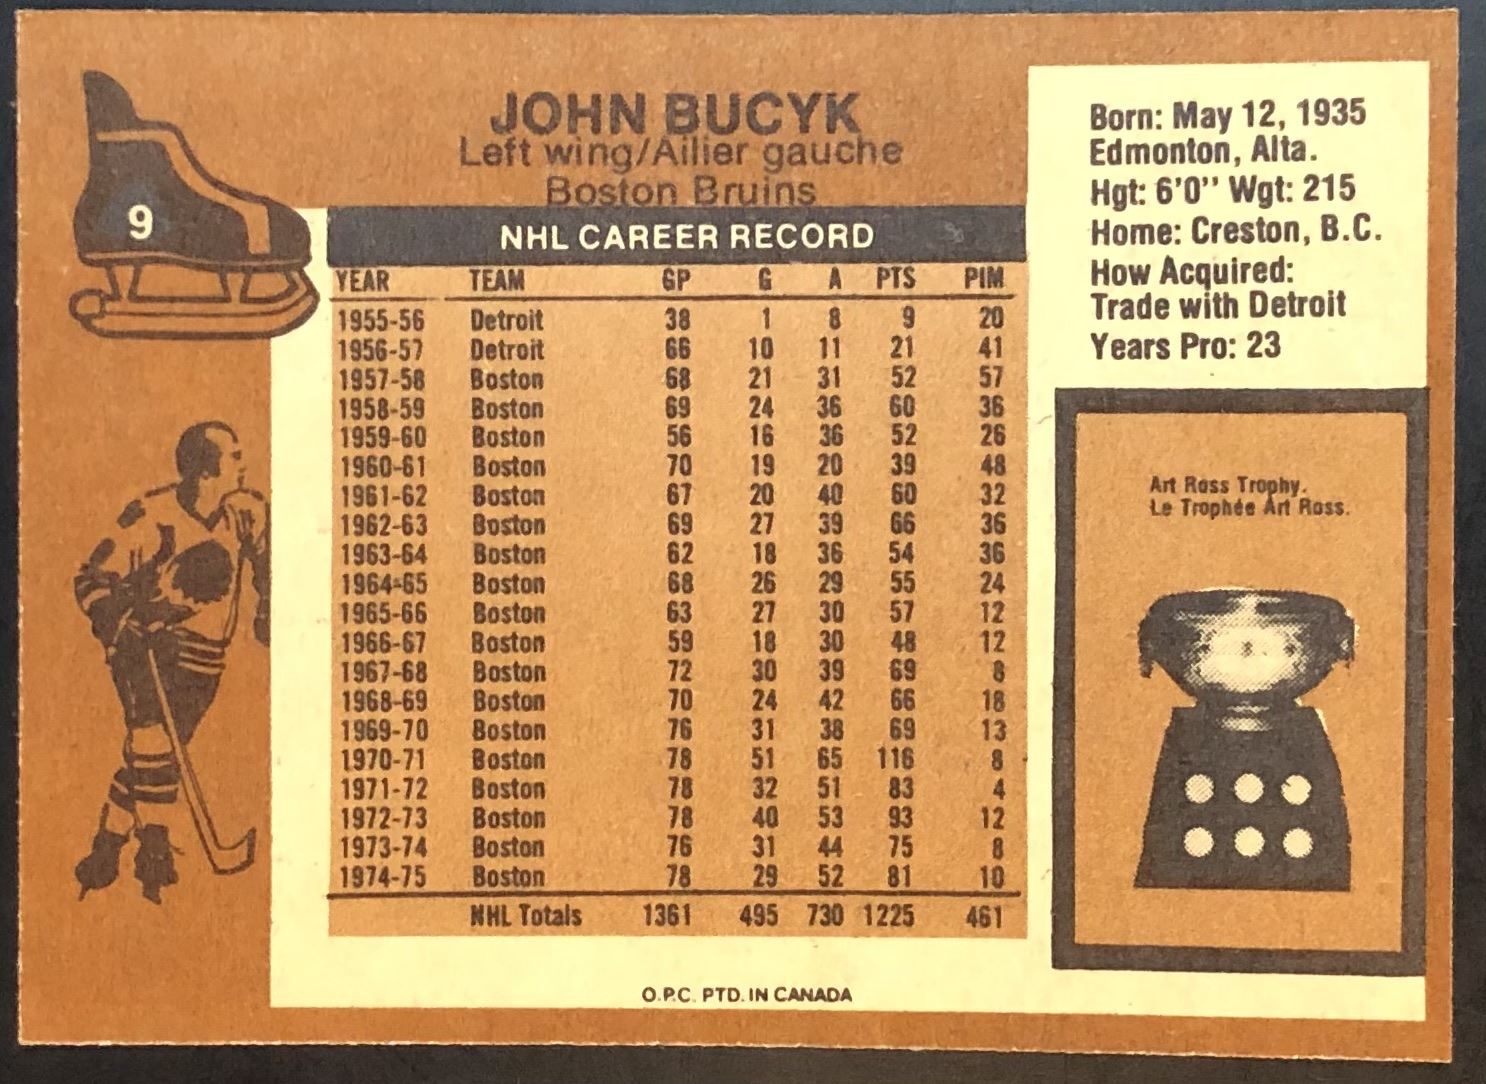 9
JOHN BUCYK
Left wing/Ailier gauche
Boston Bruins
NHL CAREER RECORD
YEAR TEAM GP G A PTS PIM
1955-56 Detroit 38 1 8 9 20
1956-57 Detroit 66 10 11 21 41
1957-58 Boston 68 21 31 52 57
1958-59 Boston 69 24 36 60 36
1959-60 Boston 56 16 36 52 26
1960-61 Boston 70 19 20 39 48
1961-62 Boston 67 20 40 60 32
1962-63 Boston 69 27 39 66 36
1963-64 Boston 62 18 36 54 36
1964-65 Boston 68 26 29 55 24
1965-66 Boston 63 27 30 57 12
1966-67 Boston 59 18 30 48 12
1967-68 Boston 72 30 39 69 8
1968-69 Boston 70 24 42 66 18
1969-70 Boston 76 31 38 69 13
1970-71 Boston 78 51 65 116 8
1971-72 Boston 78 32 51 83 4
1972-73 Boston 78 40 53 93 12
1973-74 Boston 76 31 44 75 8
1974-75 Boston 78 29 52 81 10
NHL Totals 1361 495 730 1225 461
O.P.C. PTD. IN CANADA
Born: May 12, 1935
Edmonton, Alta.
Hgt: 6'0'' Wgt: 215
Home: Creston, B.C.
How Acquired:
Trade with Detroit
Years Pro: 23
Art Ross Trophy.
Le Trophée Art Ross.